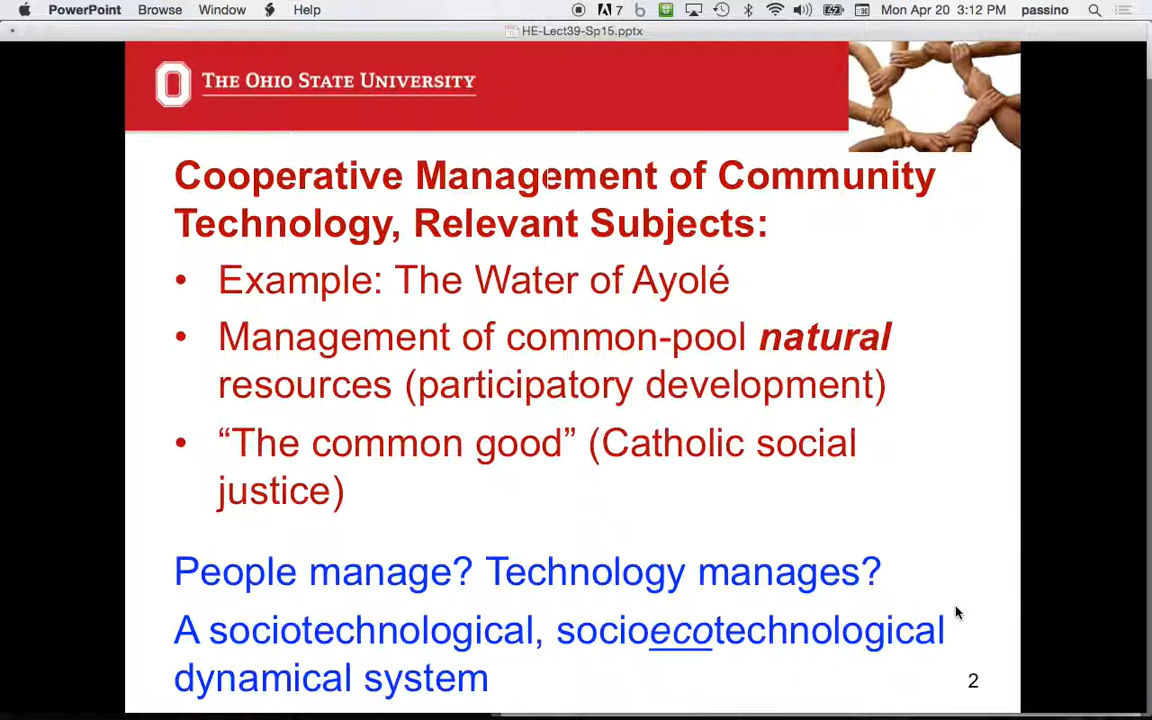 PowerPoint Browse Window Help 7 Mon Apr 20 3:12 PM passino
HE-Lect39-Sp15.pptx
THE OHIO STATE UNIVERSITY
Cooperative Management of Community
Technology, Relevant Subjects:
• Example: The Water of Ayolé
• Management of common-pool natural
resources (participatory development)
• “The common good” (Catholic social
justice)
People manage? Technology manages?
A sociotechnological, socioecotechnological
dynamical system
2